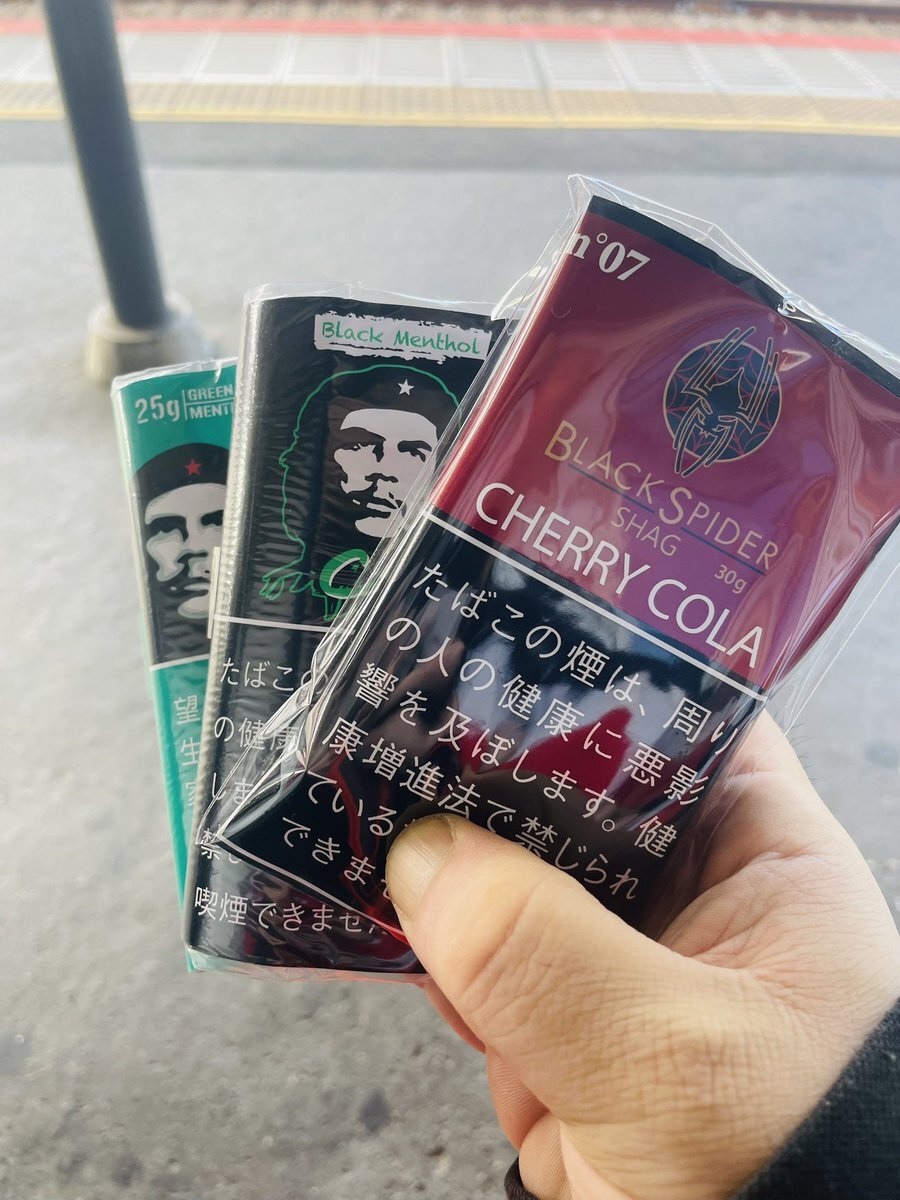 25g
GREEN
Black Menthol
n°07
BLACK SPIDER
SHAG
30g
CHERRY COLA
たばこの煙は、周り
の人の健康に悪影
響を及ぼします。健
康増進法で禁じられ
ている
できませ
たばこの
の健康
喫煙できません
望
生